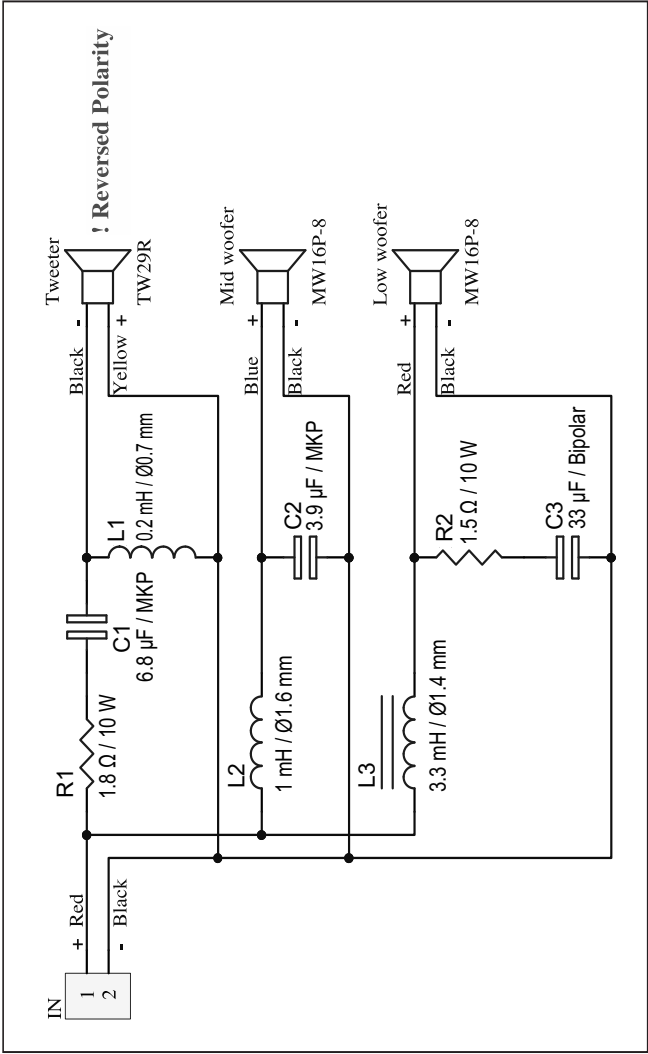 IN
1
2
+ Red
- Black
R1
1.8 Ω / 10 W
C1
6.8 µF / MKP
L1
0.2 mH / Ø0.7 mm
Black -
Yellow +
Tweeter
TW29R
! Reversed Polarity
L2
1 mH / Ø1.6 mm
C2
3.9 µF / MKP
Blue +
Black -
Mid woofer
MW16P-8
L3
3.3 mH / Ø1.4 mm
R2
1.5 Ω / 10 W
C3
33 µF / Bipolar
Red +
Black -
Low woofer
MW16P-8